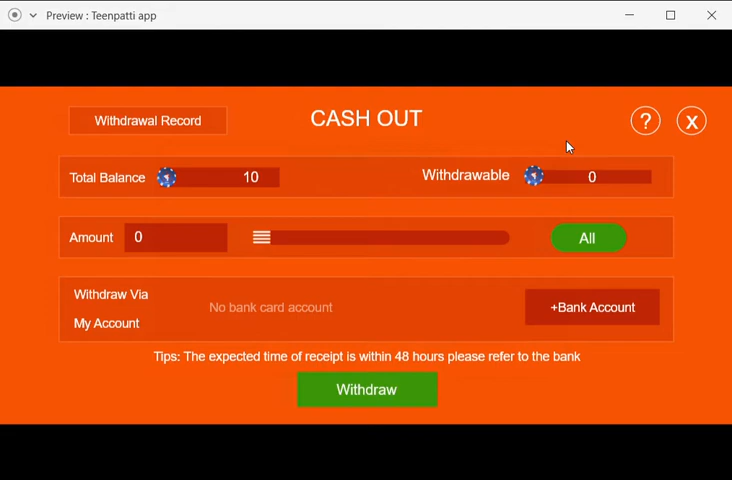 Preview : Teenpatti app
Withdrawal Record
CASH OUT
?
X
Total Balance
10
Withdrawable
0
Amount
0
All
Withdraw Via
My Account
No bank card account
+Bank Account
Tips: The expected time of receipt is within 48 hours please refer to the bank
Withdraw